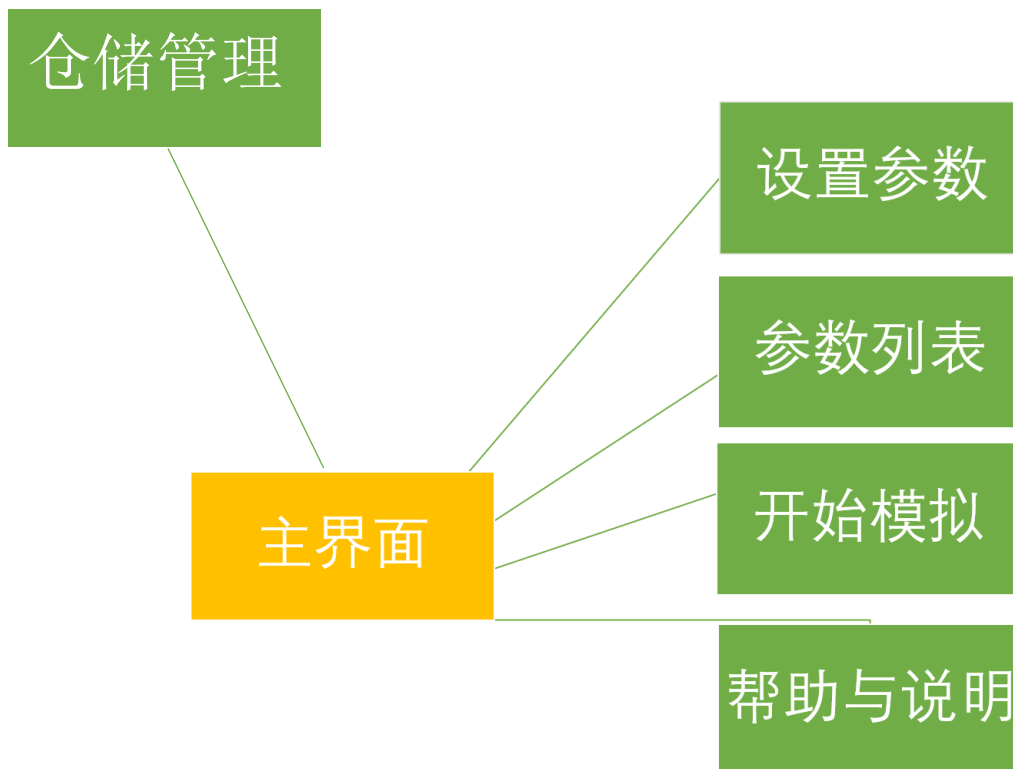 仓储管理
设置参数
参数列表
开始模拟
主界面
帮助与说明